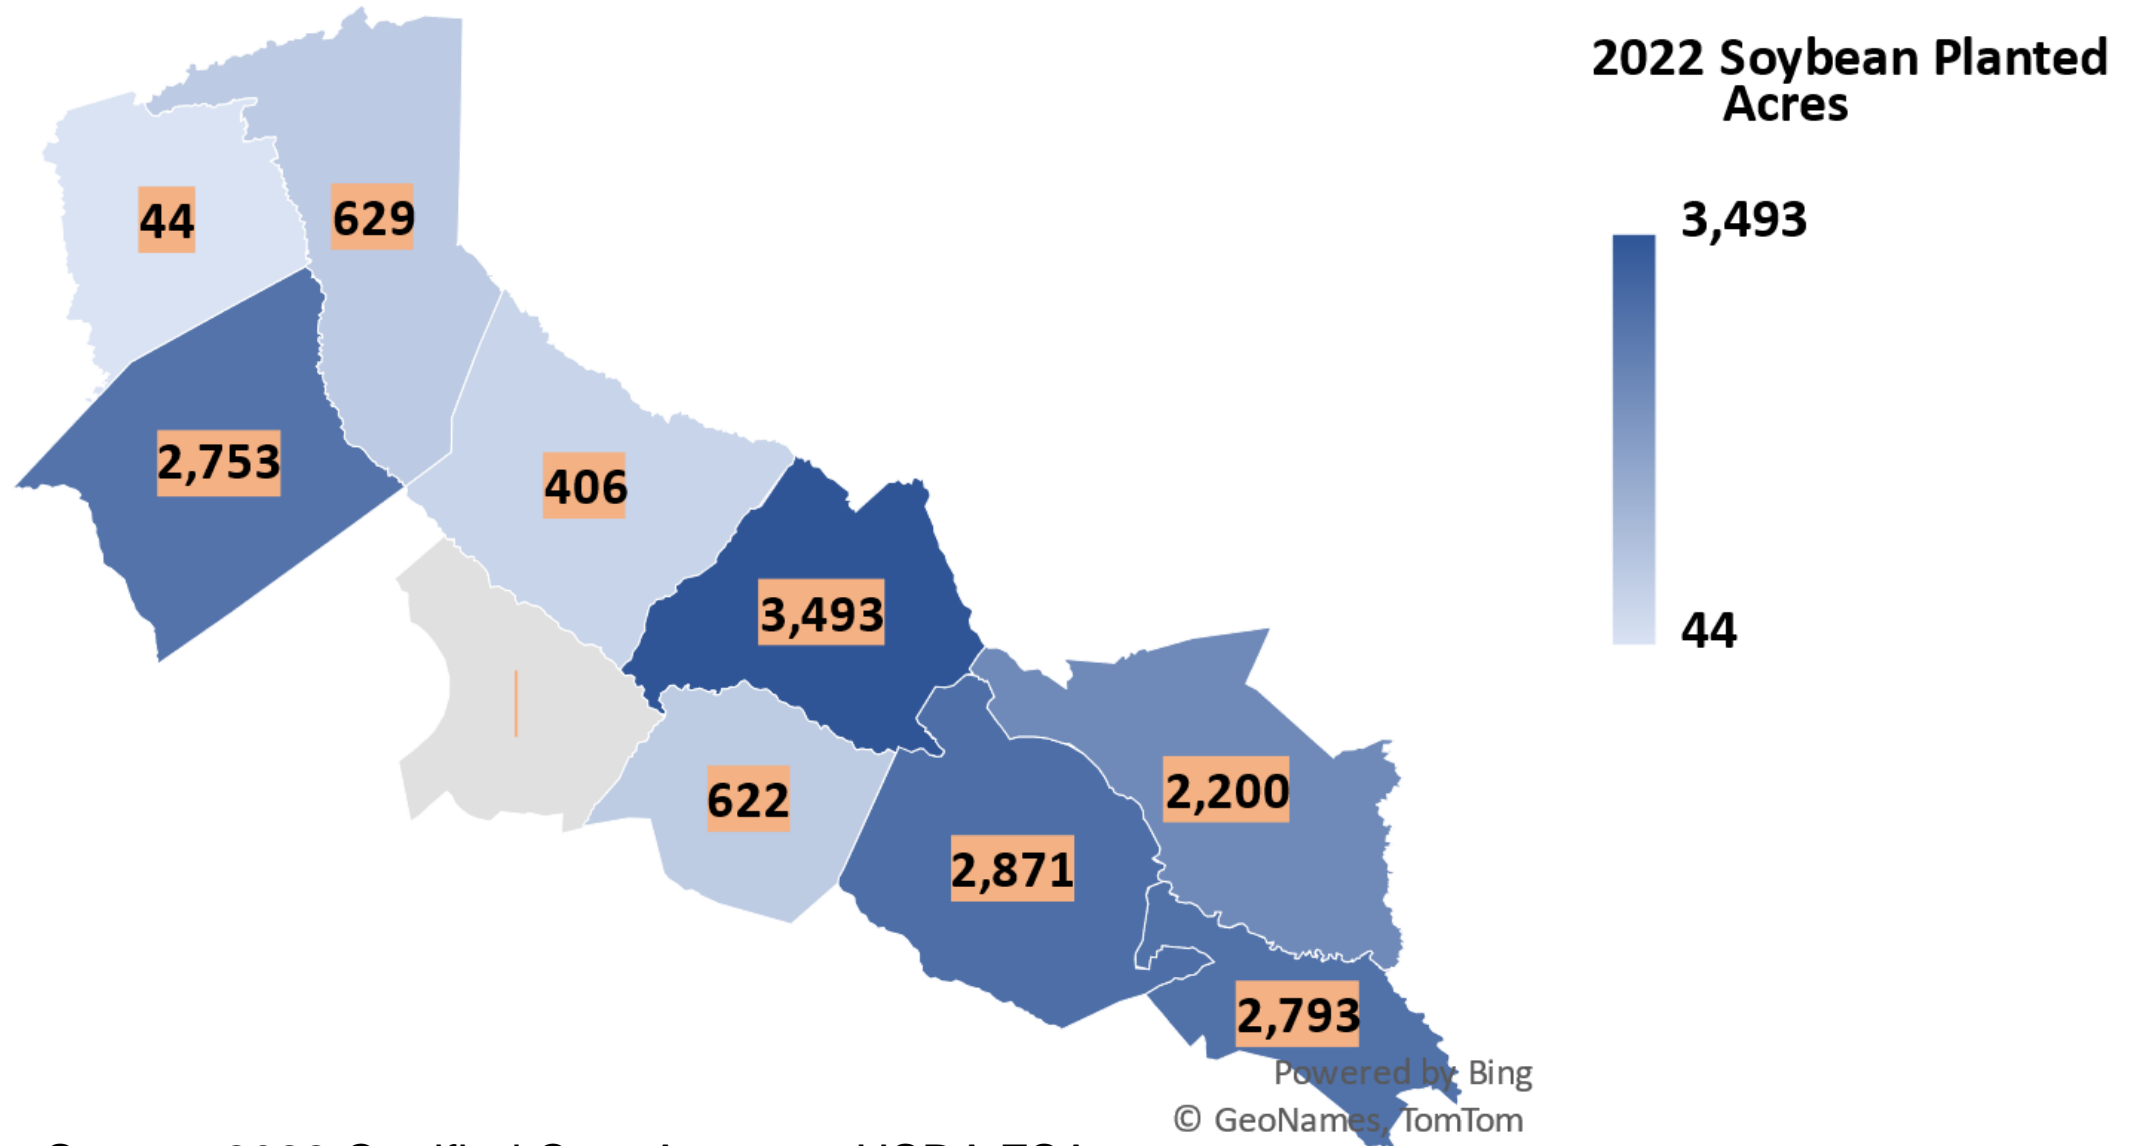 2022 Soybean Planted
Acres
3,493
44
44
629
2,753
406
3,493
622
2,871
2,200
2,793
Powered by Bing
© GeoNames, TomTom